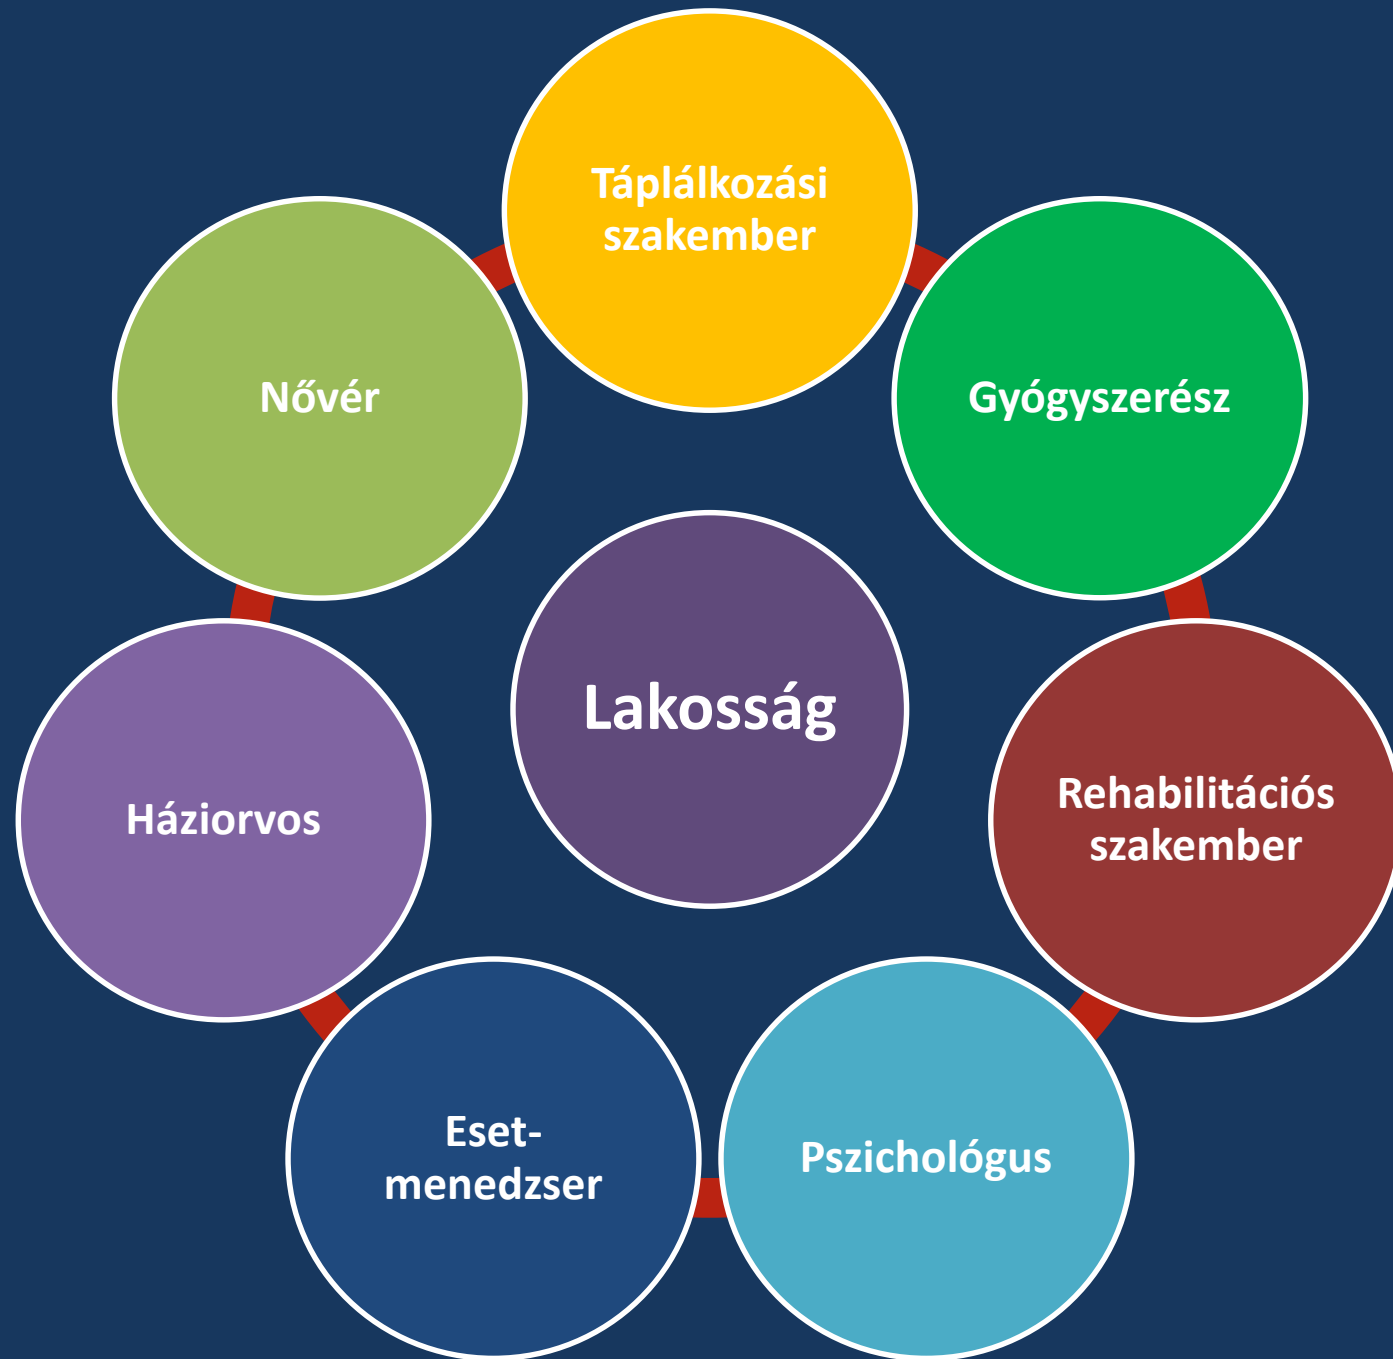 Táplálkozási
szakember
Nővér
Gyógyszerész
Lakosság
Háziorvos
Rehabilitációs
szakember
Eset-
menedzser
Pszichológus